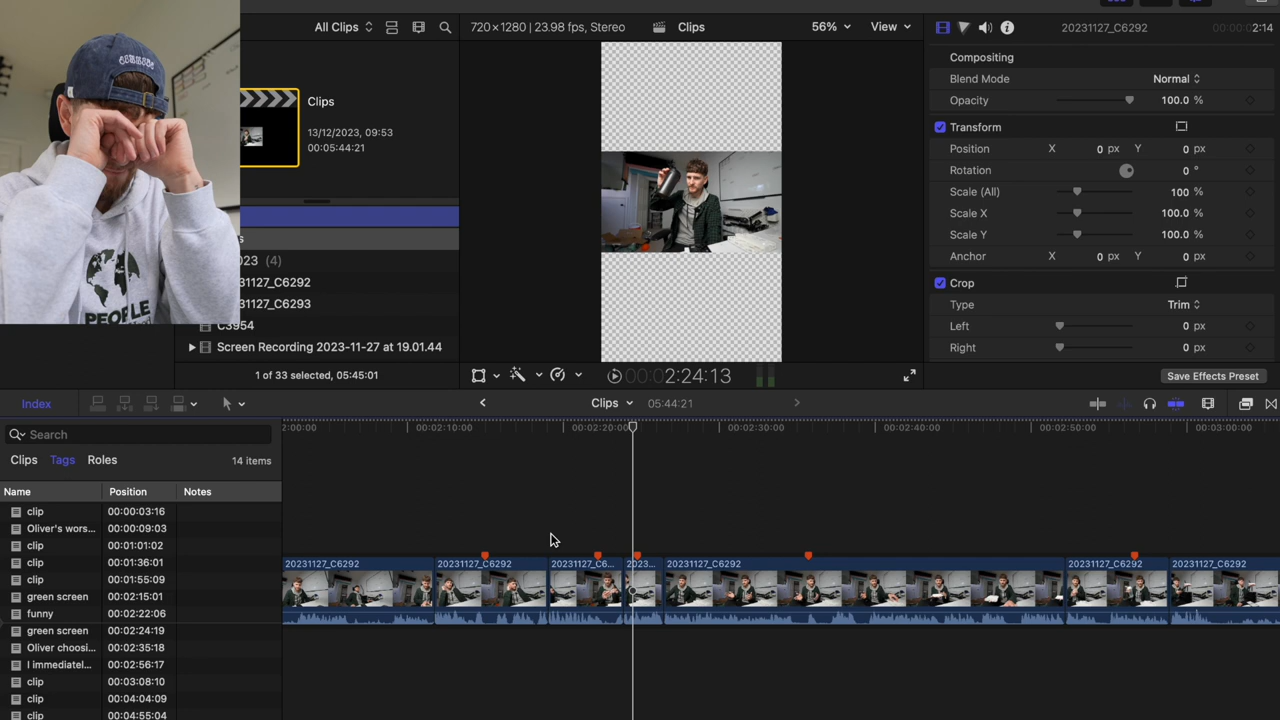 All Clips
720×1280 | 23.98 fps, Stereo
Clips
56%
View
20231127_C6292
00:00:02:14
Compositing
Blend Mode
Normal
Opacity
100.0 %
Transform
Position X 0 px Y 0 px
Rotation 0 °
Scale (All) 100 %
Scale X 100.0 %
Scale Y 100.0 %
Anchor X 0 px Y 0 px
Crop
Type Trim
Left 0 px
Right 0 px
Save Effects Preset
Clips
13/12/2023, 09:53
00:05:44:21
PEOPLE
s
023 (4)
31127_C6292
31127_C6293
C3954
Screen Recording 2023-11-27 at 19.01.44
1 of 33 selected, 05:45:01
00:00:2:24:13
Index
Clips
05:44:21
Search
Clips Tags Roles 14 items
Name Position Notes
clip 00:00:03:16
Oliver's wors... 00:00:09:03
clip 00:01:01:02
clip 00:01:36:01
clip 00:01:55:09
green screen 00:02:15:01
funny 00:02:22:06
green screen 00:02:24:19
Oliver choosi... 00:02:35:18
I immediatel... 00:02:56:17
clip 00:03:08:10
clip 00:04:04:09
clip 00:04:55:04
2:00:00 00:02:10:00 00:02:20:00 00:02:30:00 00:02:40:00 00:02:50:00 00:03:00:00
20231127_C6292 20231127_C6292 20231127_C6... 2023... 20231127_C6292 20231127_C6292 20231127_C6292